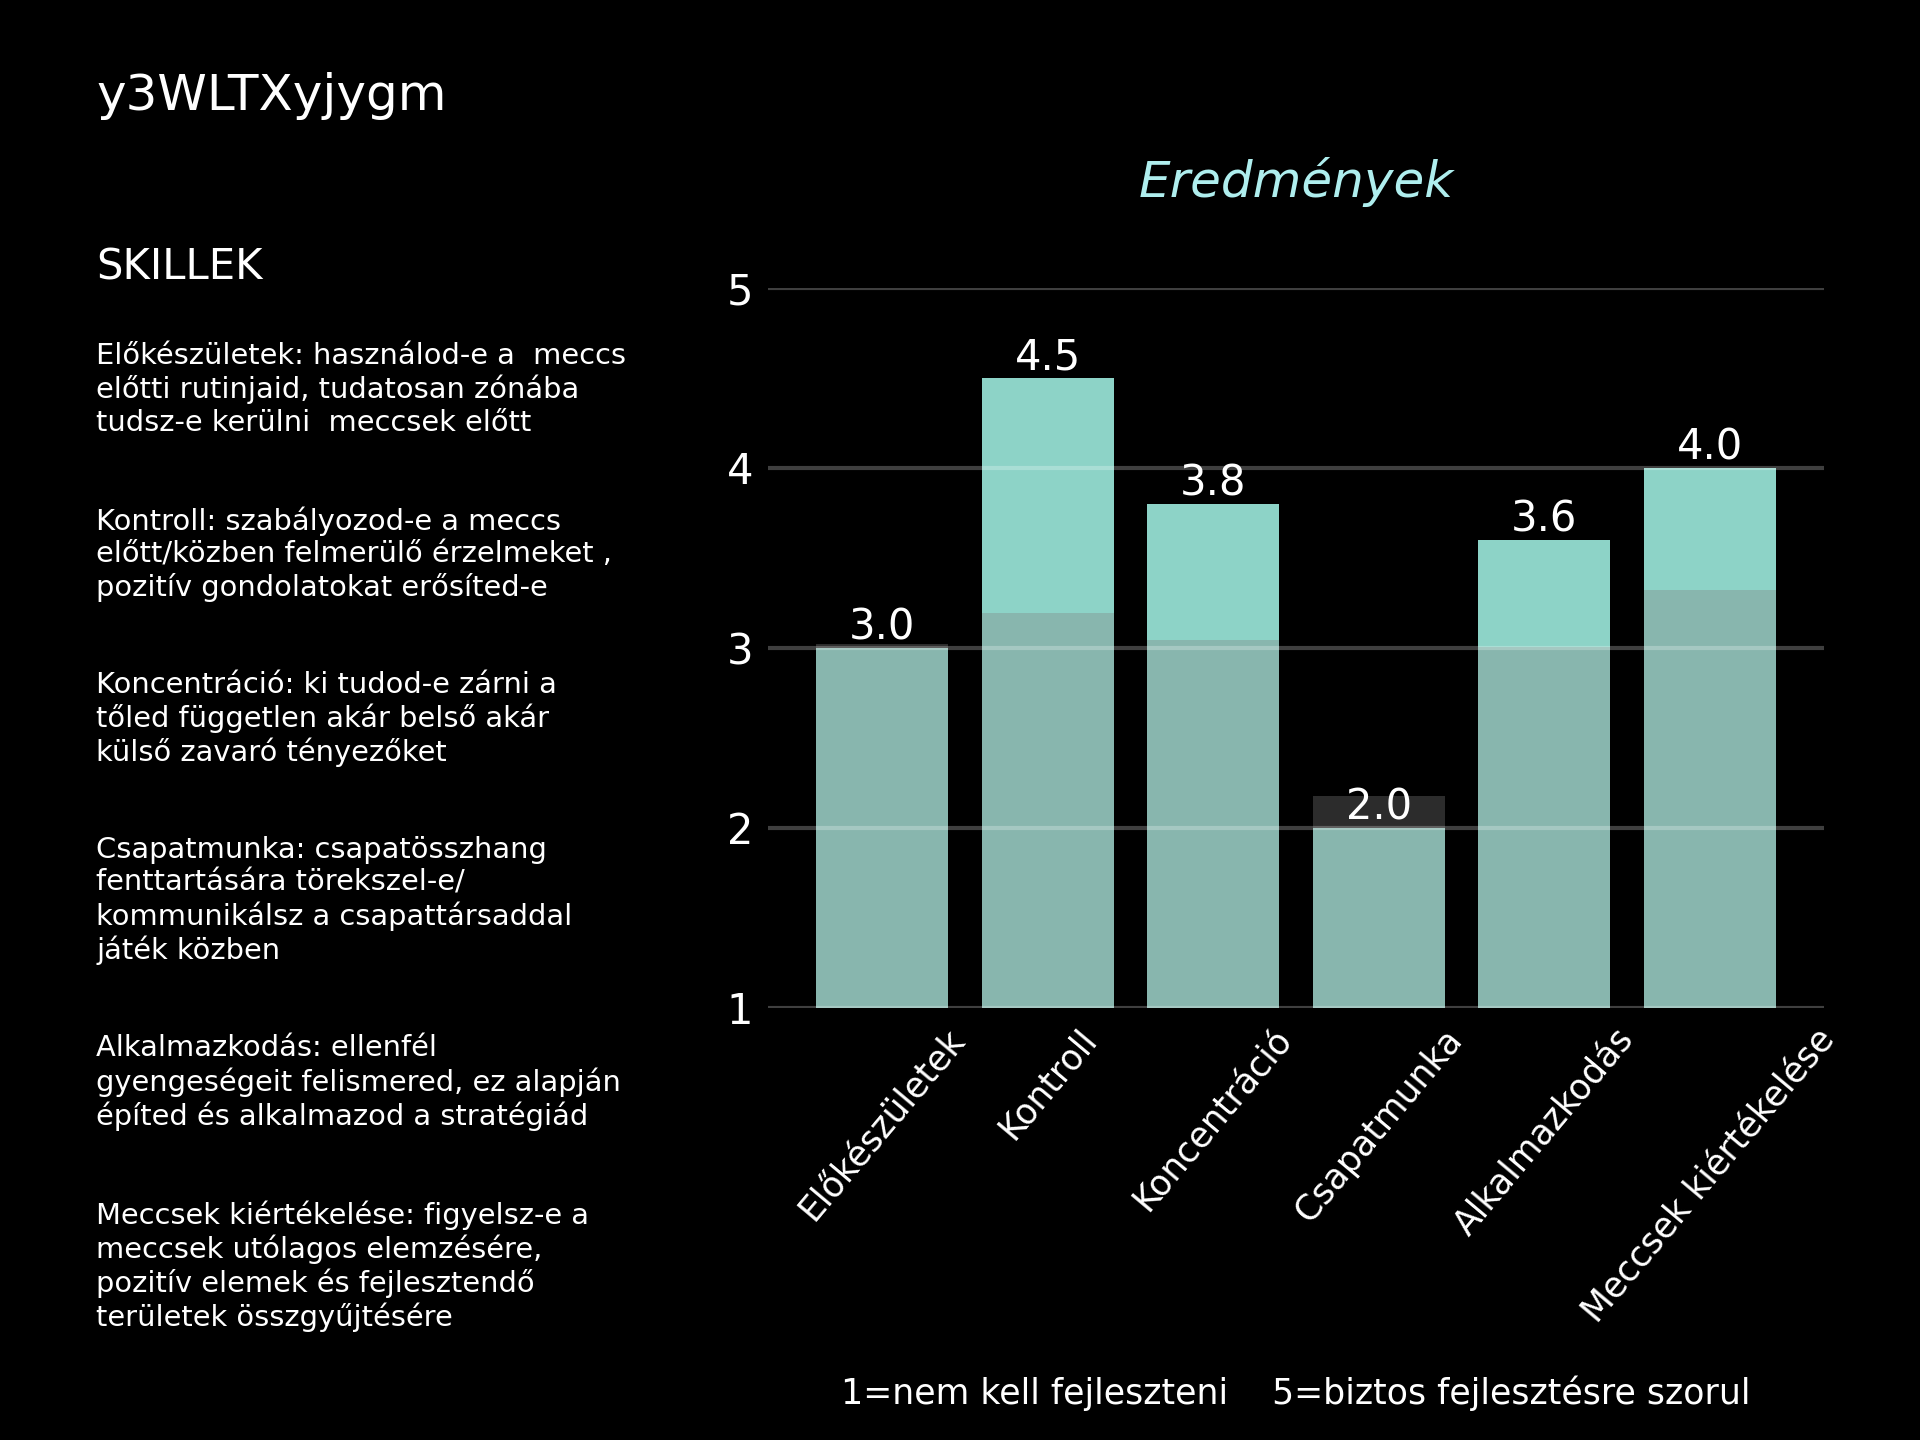 y3WLTXyjygm
Eredmények
SKILLEK
Előkészületek: használod-e a  meccs
előtti rutinjaid, tudatosan zónába
tudsz-e kerülni  meccsek előtt
Kontroll: szabályozod-e a meccs
előtt/közben felmerülő érzelmeket ,
pozitív gondolatokat erősíted-e
Koncentráció: ki tudod-e zárni a
tőled független akár belső akár
külső zavaró tényezőket
Csapatmunka: csapatösszhang
fenttartására törekszel-e/
kommunikálsz a csapattársaddal
játék közben
Alkalmazkodás: ellenfél
gyengeségeit felismered, ez alapján
építed és alkalmazod a stratégiád
Meccsek kiértékelése: figyelsz-e a
meccsek utólagos elemzésére,
pozitív elemek és fejlesztendő
területek összgyűjtésére
5
4
3
2
1
3.0
4.5
3.8
2.0
3.6
4.0
Előkészületek
Kontroll
Koncentráció
Csapatmunka
Alkalmazkodás
Meccsek kiértékelése
1=nem kell fejleszteni    5=biztos fejlesztésre szorul